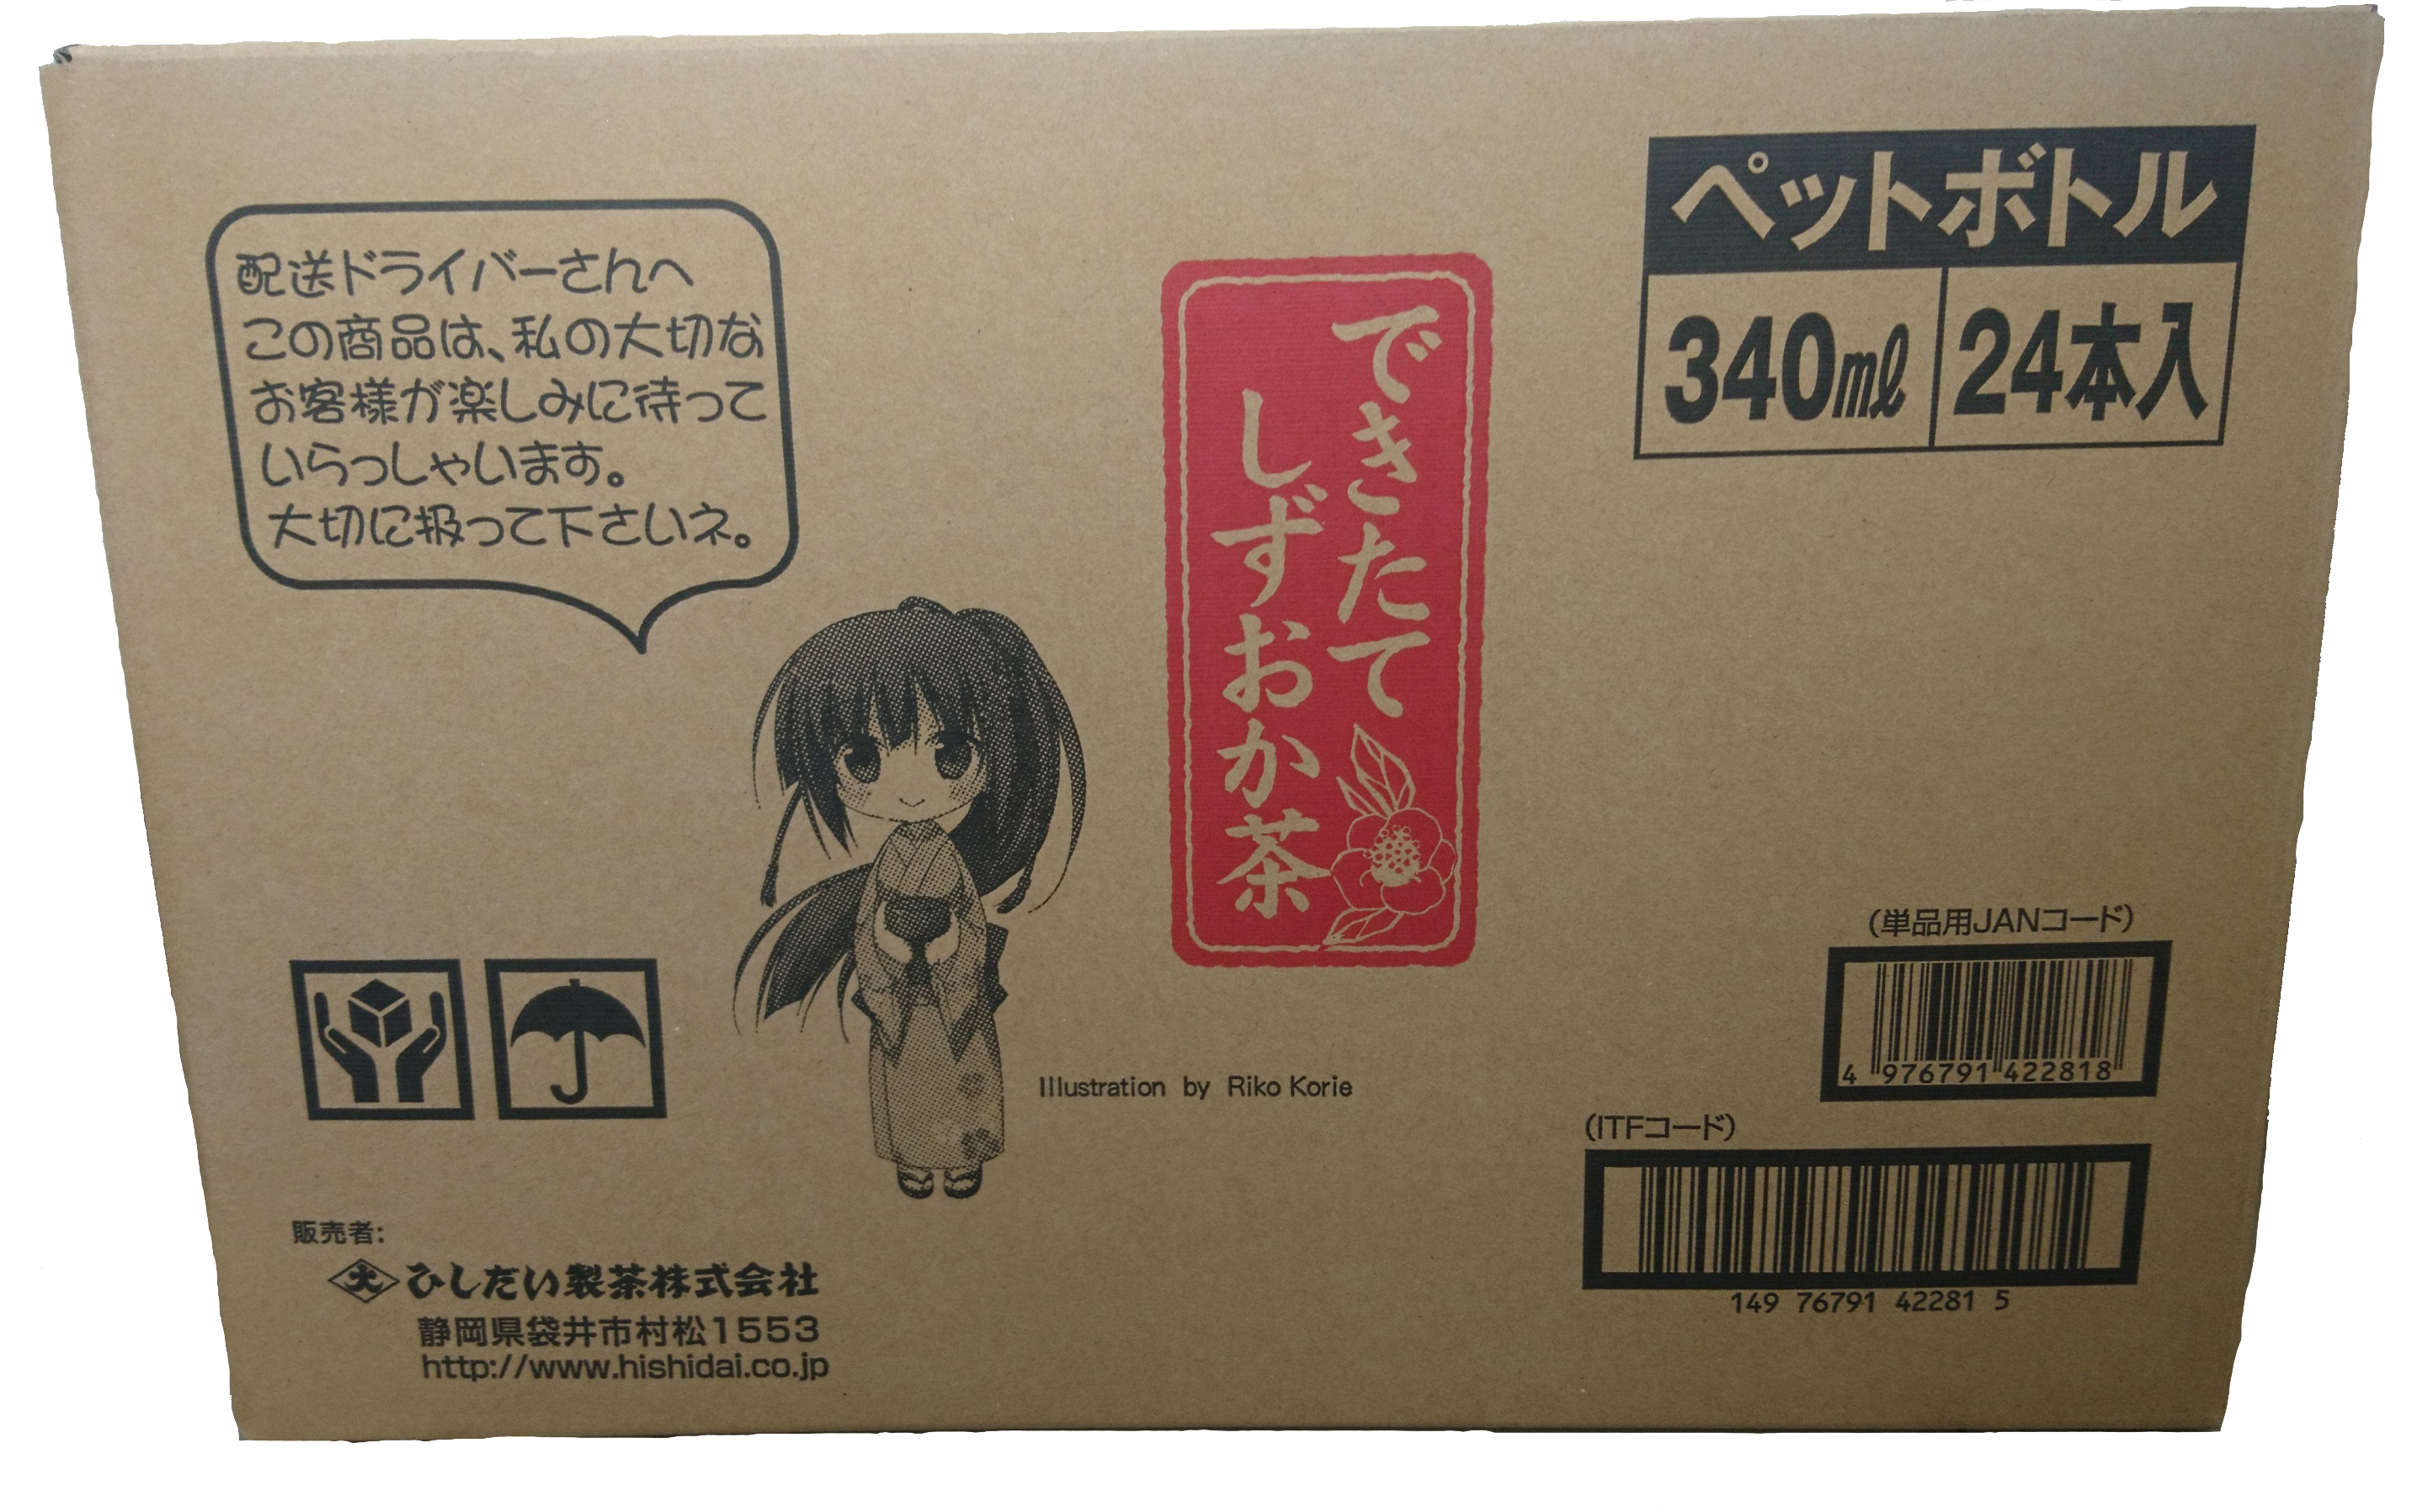 配送ドライバーさんへ
この商品は、私の大切な
お客様が楽しみに待って
いらっしゃいます。
大切に扱って下さいネ。
できたて
しずおか茶
ペットボトル
340mℓ
24本入
Illustration by Riko Korie
(単品用JANコード)
4 976791 422818
(ITFコード)
149 76791 42281 5
販売者:
大 ひしだい製茶株式会社
静岡県袋井市村松1553
http://www.hishidai.co.jp